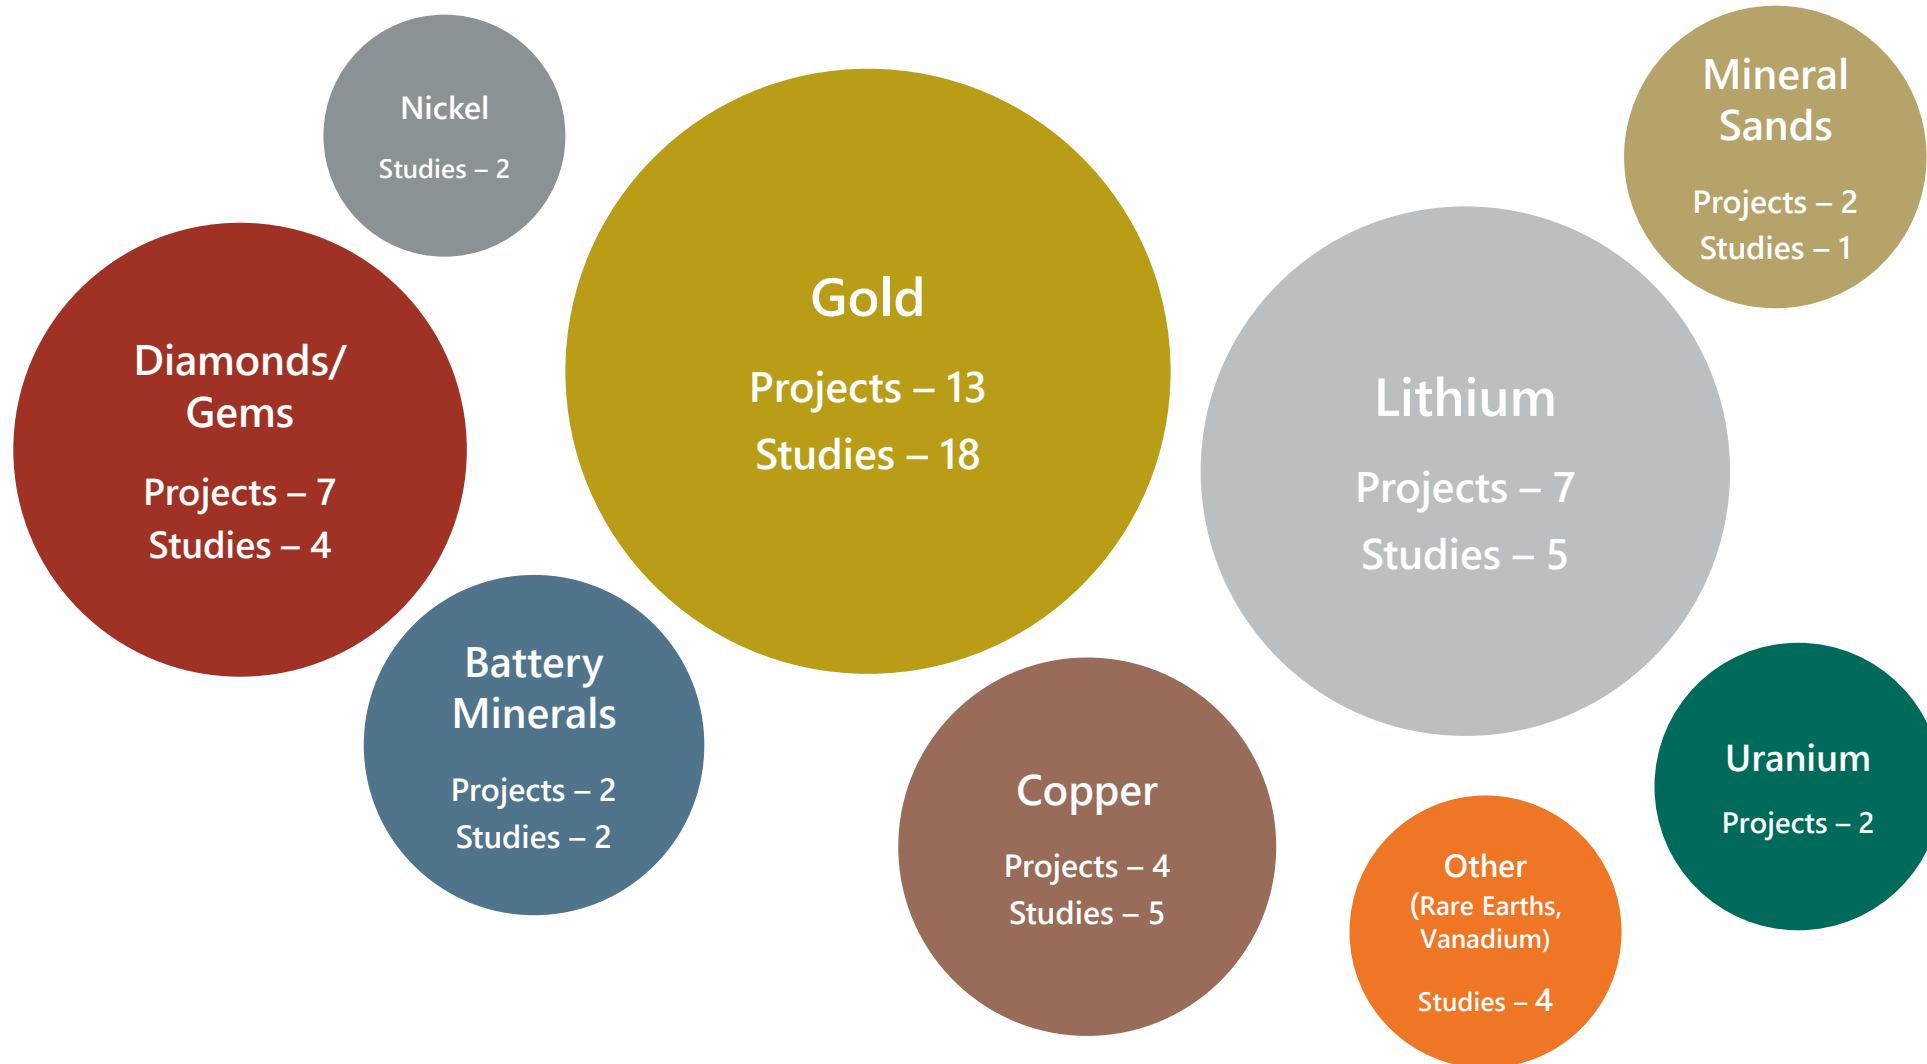 Nickel
Studies – 2
Diamonds/
Gems
Projects – 7
Studies – 4
Battery
Minerals
Projects – 2
Studies – 2
Gold
Projects – 13
Studies – 18
Copper
Projects – 4
Studies – 5
Lithium
Projects – 7
Studies – 5
Mineral
Sands
Projects – 2
Studies – 1
Other
(Rare Earths,
Vanadium)
Studies – 4
Uranium
Projects – 2